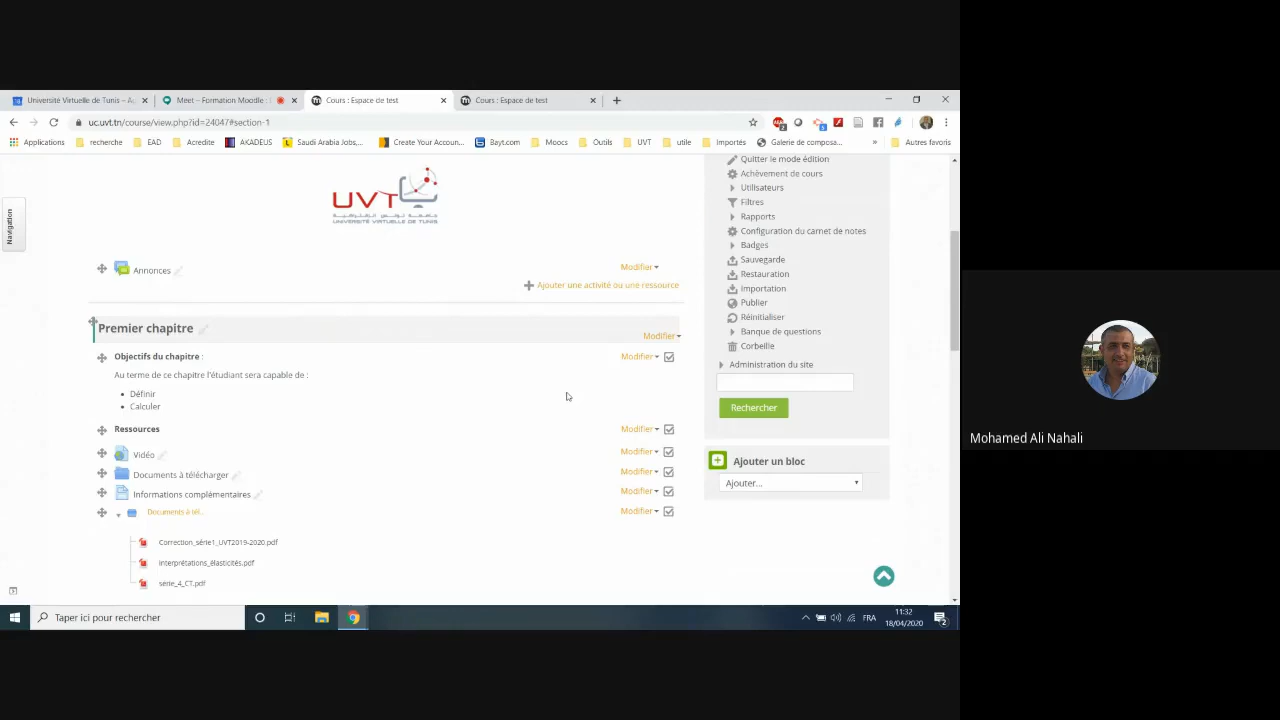 Université Virtuelle de Tunis – Au
Meet – Formation Moodle :
Cours : Espace de test
Cours : Espace de test
uc.uvt.tn/course/view.php?id=24047#section-1
Applications
recherche
EAD
Acredite
AKADEUS
Saudi Arabia Jobs,...
Create Your Accoun...
Bayt.com
Moocs
Outils
UVT
utile
Importés
Galerie de composa...
»
Autres favoris
Navigation
UVT
جامعة تونس الافتراضية
UNIVERSITÉ VIRTUELLE DE TUNIS
Annonces
Modifier
Ajouter une activité ou une ressource
Premier chapitre
Modifier
Objectifs du chapitre :
Modifier
Au terme de ce chapitre l'étudiant sera capable de :
Définir
Calculer
Ressources
Modifier
Vidéo
Modifier
Documents à télécharger
Modifier
Informations complémentaires
Modifier
Documents à tél...
Modifier
Correction_série1_UVT2019-2020.pdf
Interprétations_élasticités.pdf
série_4_CT.pdf
Quitter le mode édition
Achèvement de cours
Utilisateurs
Filtres
Rapports
Configuration du carnet de notes
Badges
Sauvegarde
Restauration
Importation
Publier
Réinitialiser
Banque de questions
Corbeille
Administration du site
Rechercher
Ajouter un bloc
Ajouter...
Taper ici pour rechercher
FRA
11:32
18/04/2020
2
Mohamed Ali Nahali